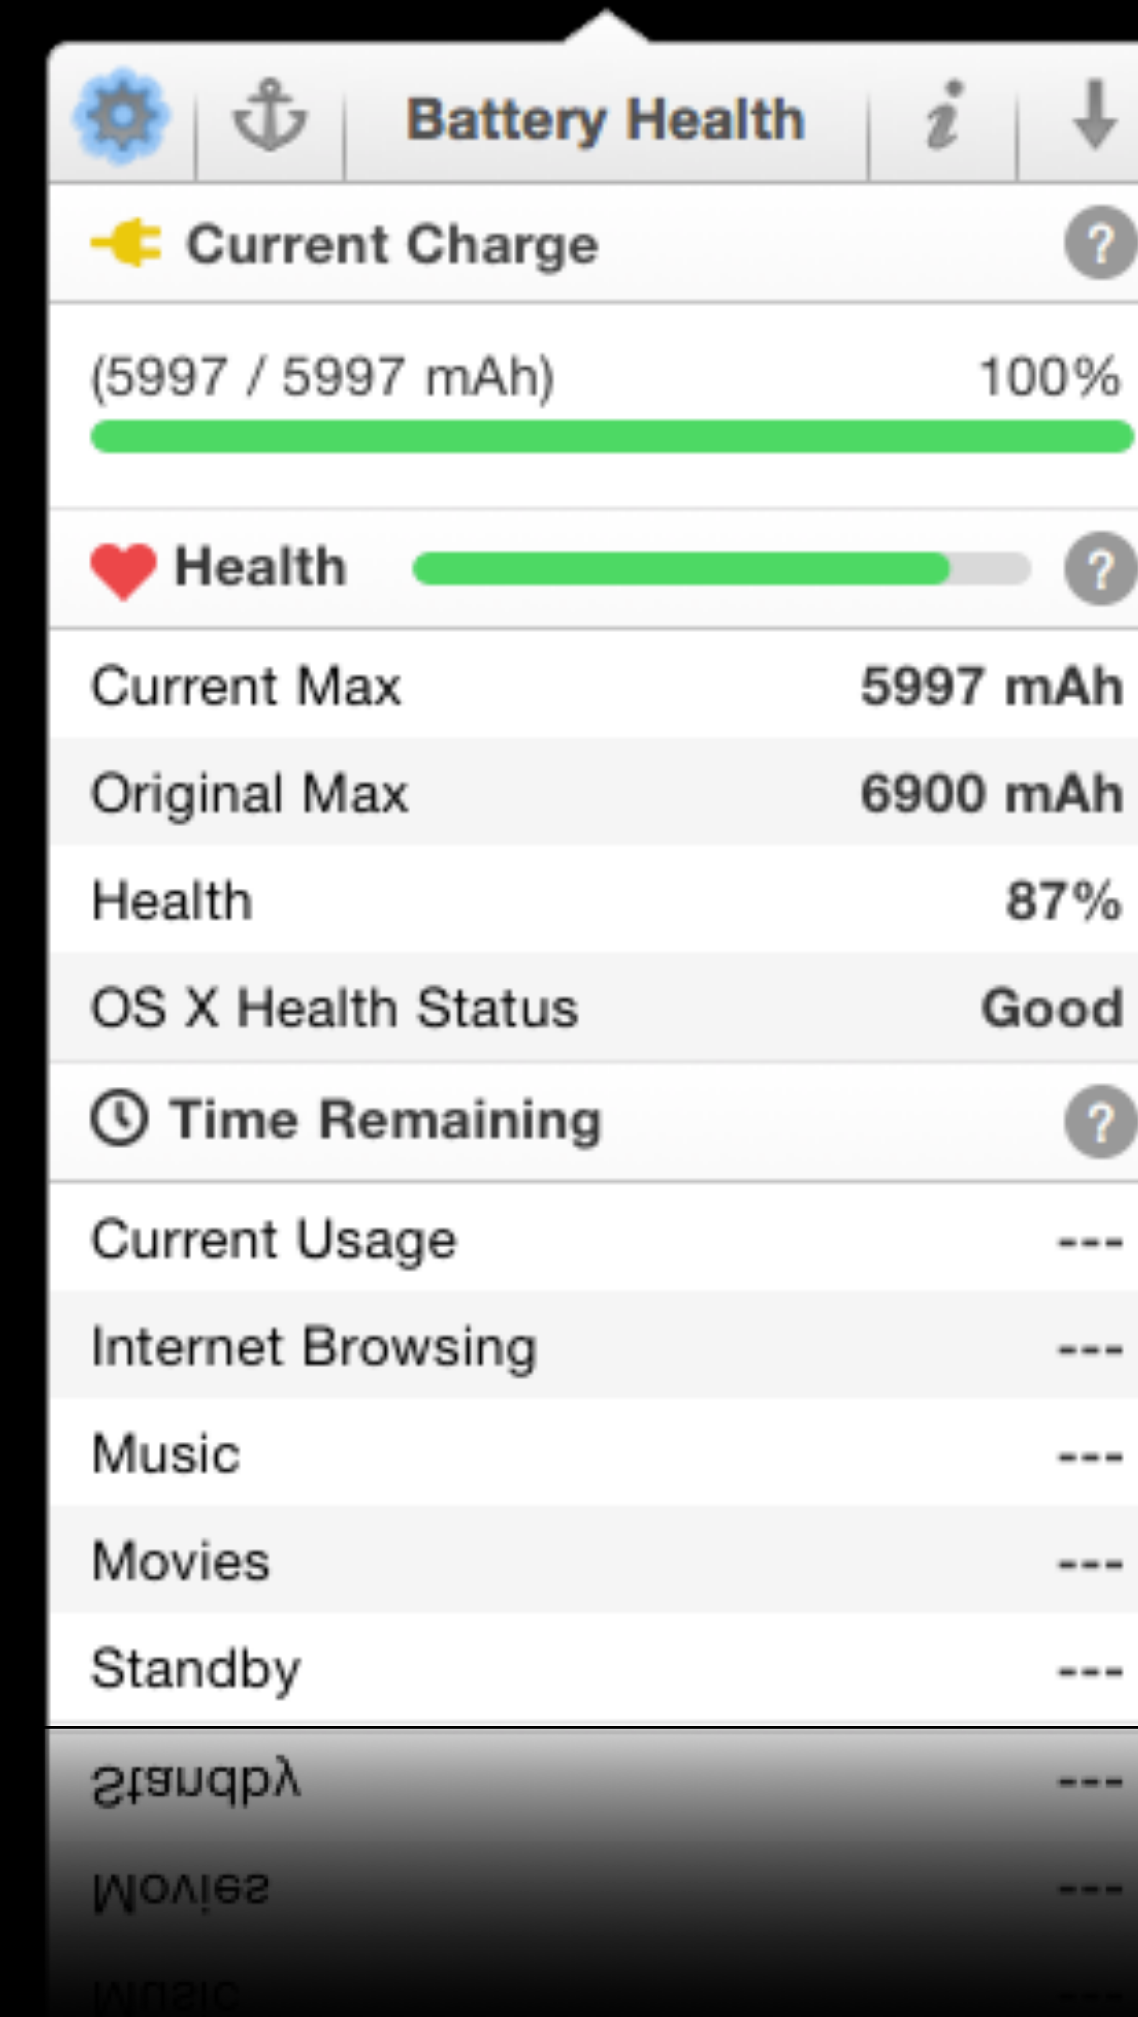 Battery Health
Current Charge ?
(5997 / 5997 mAh) 100%
Health ?
Current Max 5997 mAh
Original Max 6900 mAh
Health 87%
OS X Health Status Good
Time Remaining ?
Current Usage ---
Internet Browsing ---
Music ---
Movies ---
Standby ---
Standby ---
Movies ---
Music ---